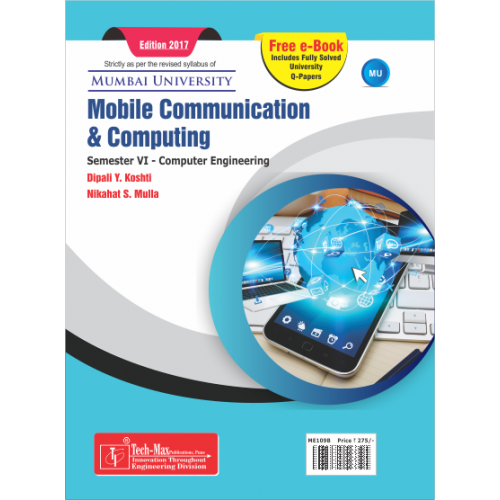 Edition 2017
Strictly as per the revised syllabus of
MUMBAI UNIVERSITY
Free e-Book
Includes Fully Solved
University
Q-Papers
MU
Mobile Communication
& Computing
Semester VI - Computer Engineering
Dipali Y. Koshti
Nikahat S. Mulla
Tech-Max Publications, Pune
Innovation Throughout
Engineering Division
ME109B Price ₹ 275/-